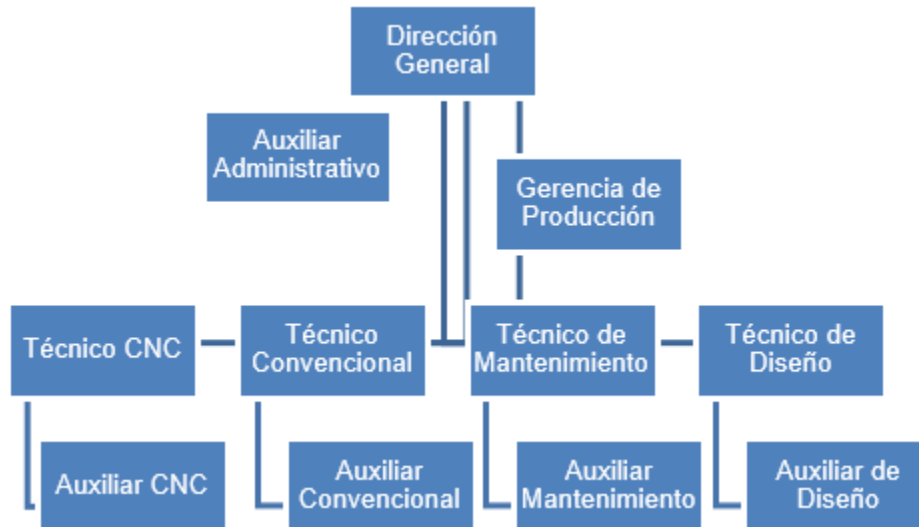 Dirección
General
Auxiliar
Administrativo
Gerencia de
Producción
Técnico CNC
Técnico
Convencional
Técnico de
Mantenimiento
Técnico de
Diseño
Auxiliar CNC
Auxiliar
Convencional
Auxiliar
Mantenimiento
Auxiliar de
Diseño